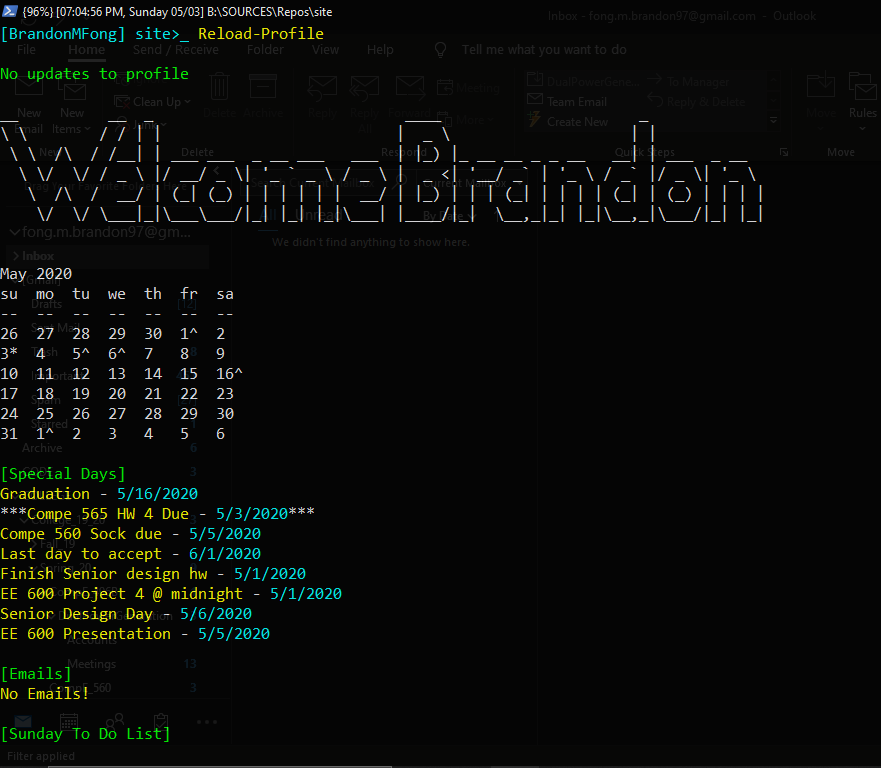 {96%} [07:04:56 PM, Sunday 05/03] B:\SOURCES\Repos\site
Inbox - fong.m.brandon97@gmail.com - Outlook
[BrandonMFong] site>_ Reload-Profile
File Home Send / Receive Folder View Help Tell me what you want to do
No updates to profile
New Email
New Items
Clean Up
Delete
Meeting
To Manager
Team Email
Reply & Delete
Create New
Rules
Quick Steps
Move
Welcome Brandon
fong.m.brandon97@gm...
We didn't find anything to show here.
Inbox
May 2020
su mo tu we th fr sa
-- -- -- -- -- -- --
26 27 28 29 30 1^ 2
3* 4 5^ 6^ 7 8 9
10 11 12 13 14 15 16^
17 18 19 20 21 22 23
24 25 26 27 28 29 30
31 1^ 2 3 4 5 6
Drafts
Archive
[Special Days]
Graduation - 5/16/2020
***Compe 565 HW 4 Due - 5/3/2020***
Compe 560 Sock due - 5/5/2020
Last day to accept - 6/1/2020
Finish Senior design hw - 5/1/2020
EE 600 Project 4 @ midnight - 5/1/2020
Senior Design Day - 5/6/2020
EE 600 Presentation - 5/5/2020
Meetings 13
[Emails]
No Emails!
[Sunday To Do List]
Filter applied